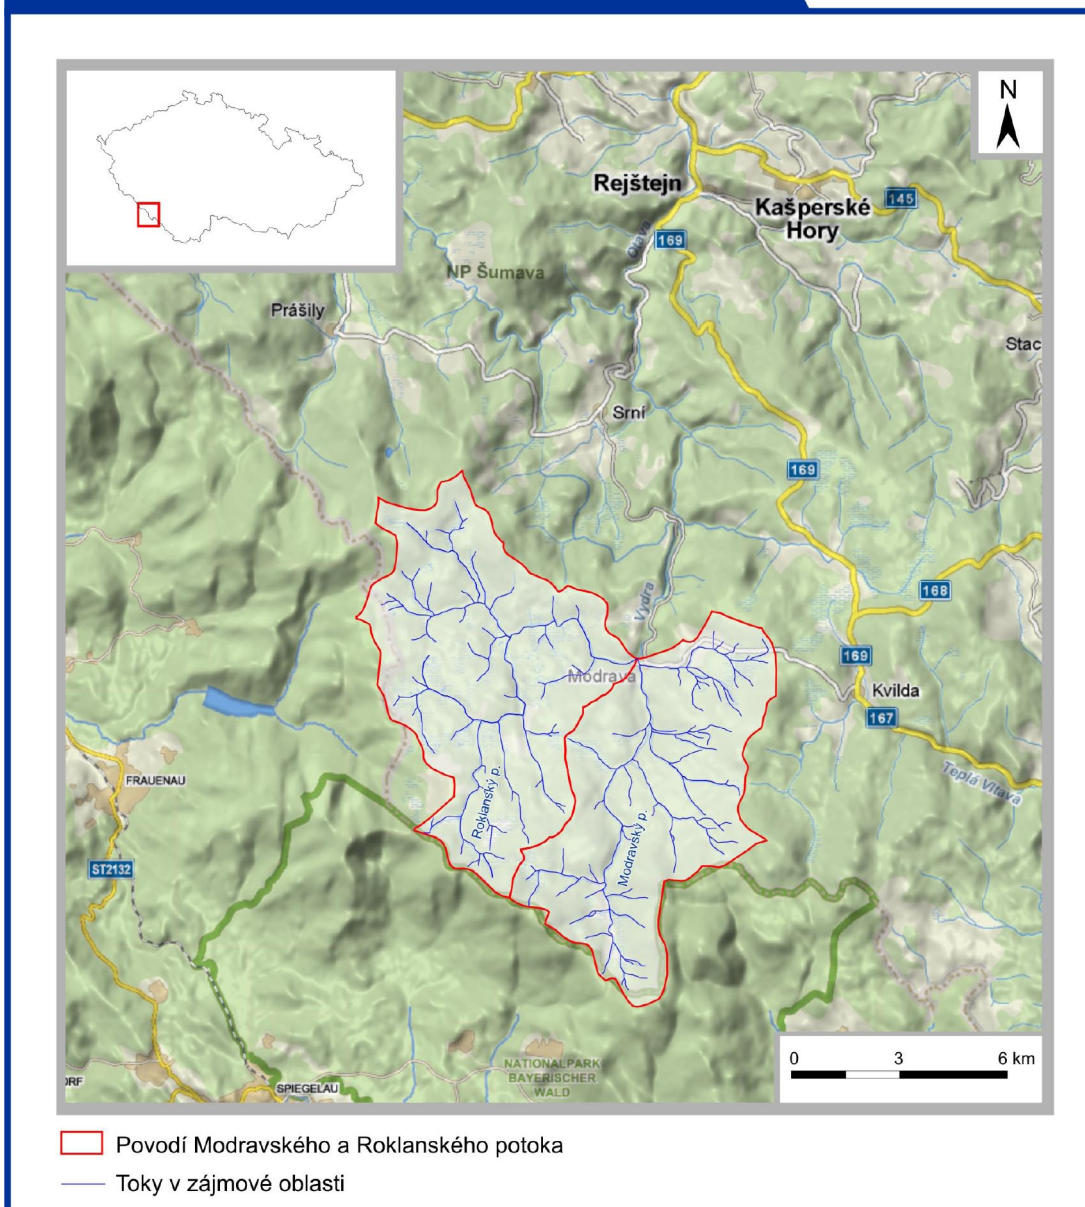 N
Rejštejn
Kašperské
Hory
145
Otava
169
NP Šumava
Prášily
Stac
Srní
169
Vydra
168
169
Modrava
Kvilda
167
Teplá Vltava
FRAUENAU
Roklanský p.
Modravský p.
ST2132
NATIONALPARK
BAYERISCHER
WALD
0 3 6 km
ORF
SPIEGELAU
Povodí Modravského a Roklanského potoka
Toky v zájmové oblasti